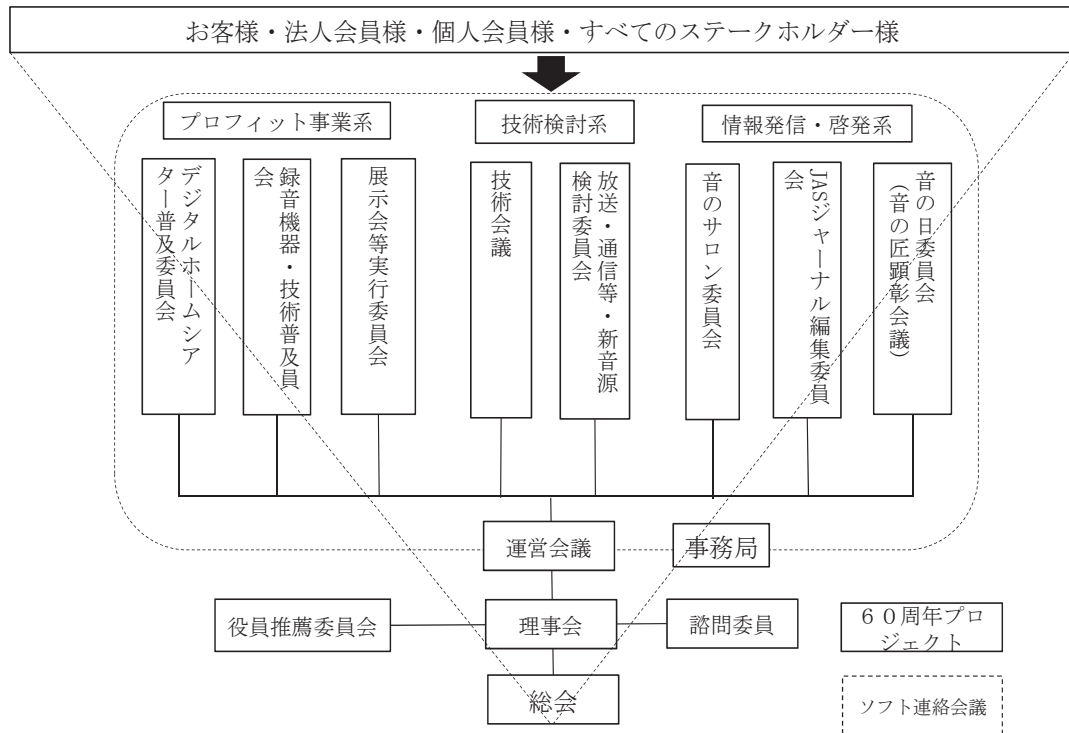 お客様・法人会員様・個人会員様・すべてのステークホルダー様
プロフィット事業系
技術検討系
情報発信・啓発系
デジタルホームシア
ター普及委員会
録音機器・技術普及員
会
展示会等実行委員会
技術会議
放送・通信等・新音源
検討委員会
音のサロン委員会
JASジャーナル編集委員
会
音の日委員会
(音の匠顕彰会議)
運営会議
事務局
役員推薦委員会
理事会
諮問委員
60周年プロ
ジェクト
総会
ソフト連絡会議